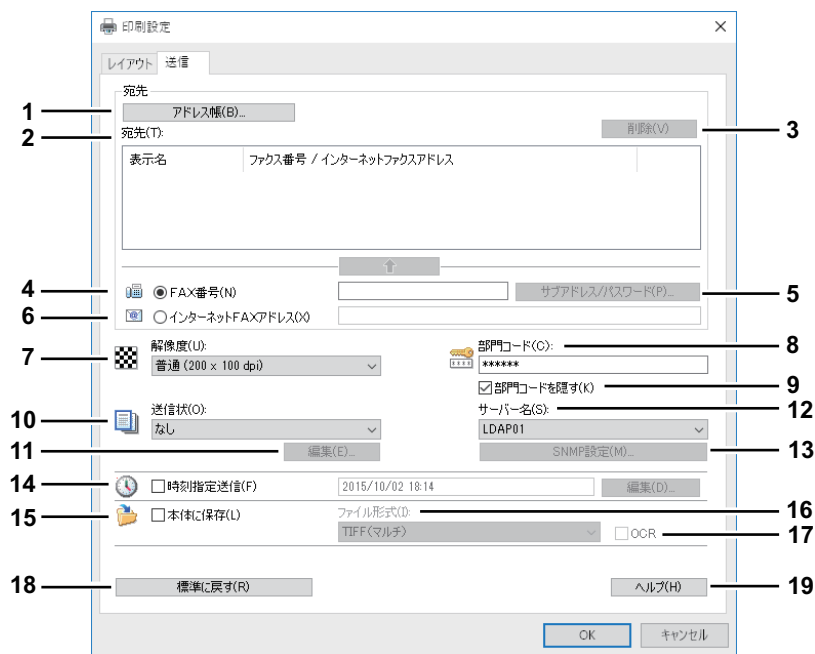 印刷設定
レイアウト 送信
宛先
1 アドレス帳(B)...
2 宛先(T): 削除(V) 3
表示名 ファクス番号 / インターネットファクスアドレス
4 FAX番号(N) サブアドレス/パスワード(P)... 5
6 インターネットFAXアドレス(X)
7 解像度(U): 部門コード(C): 8
普通 (200 x 100 dpi) ******
部門コードを隠す(K) 9
10 送信状(O): サーバー名(S): 12
なし LDAP01
11 編集(E)... SNMP設定(M)... 13
14 時刻指定送信(F) 2015/10/02 18:14 編集(D)...
15 本体に保存(L) ファイル形式(I): 16
TIFF(マルチ) OCR 17
18 標準に戻す(R) ヘルプ(H) 19
OK キャンセル